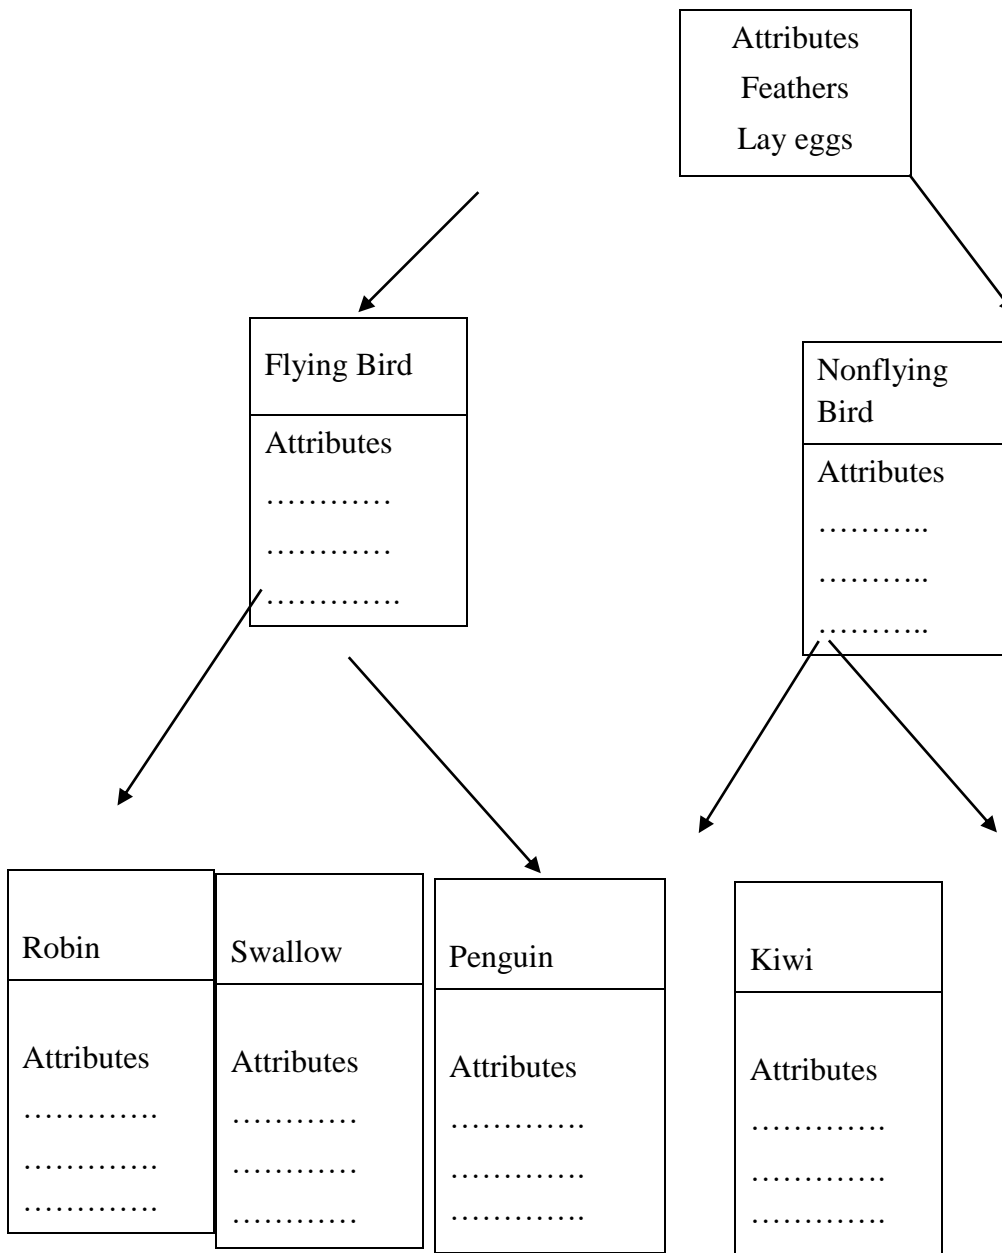 Attributes
Feathers
Lay eggs
Flying Bird
Attributes
…………
…………
………….
Nonflying
Bird
Attributes
………..
………..
………..
Robin
Attributes
………….
………….
………….
Swallow
Attributes
…………
…………
…………
Penguin
Attributes
………….
………….
………….
Kiwi
Attributes
………….
………….
………….